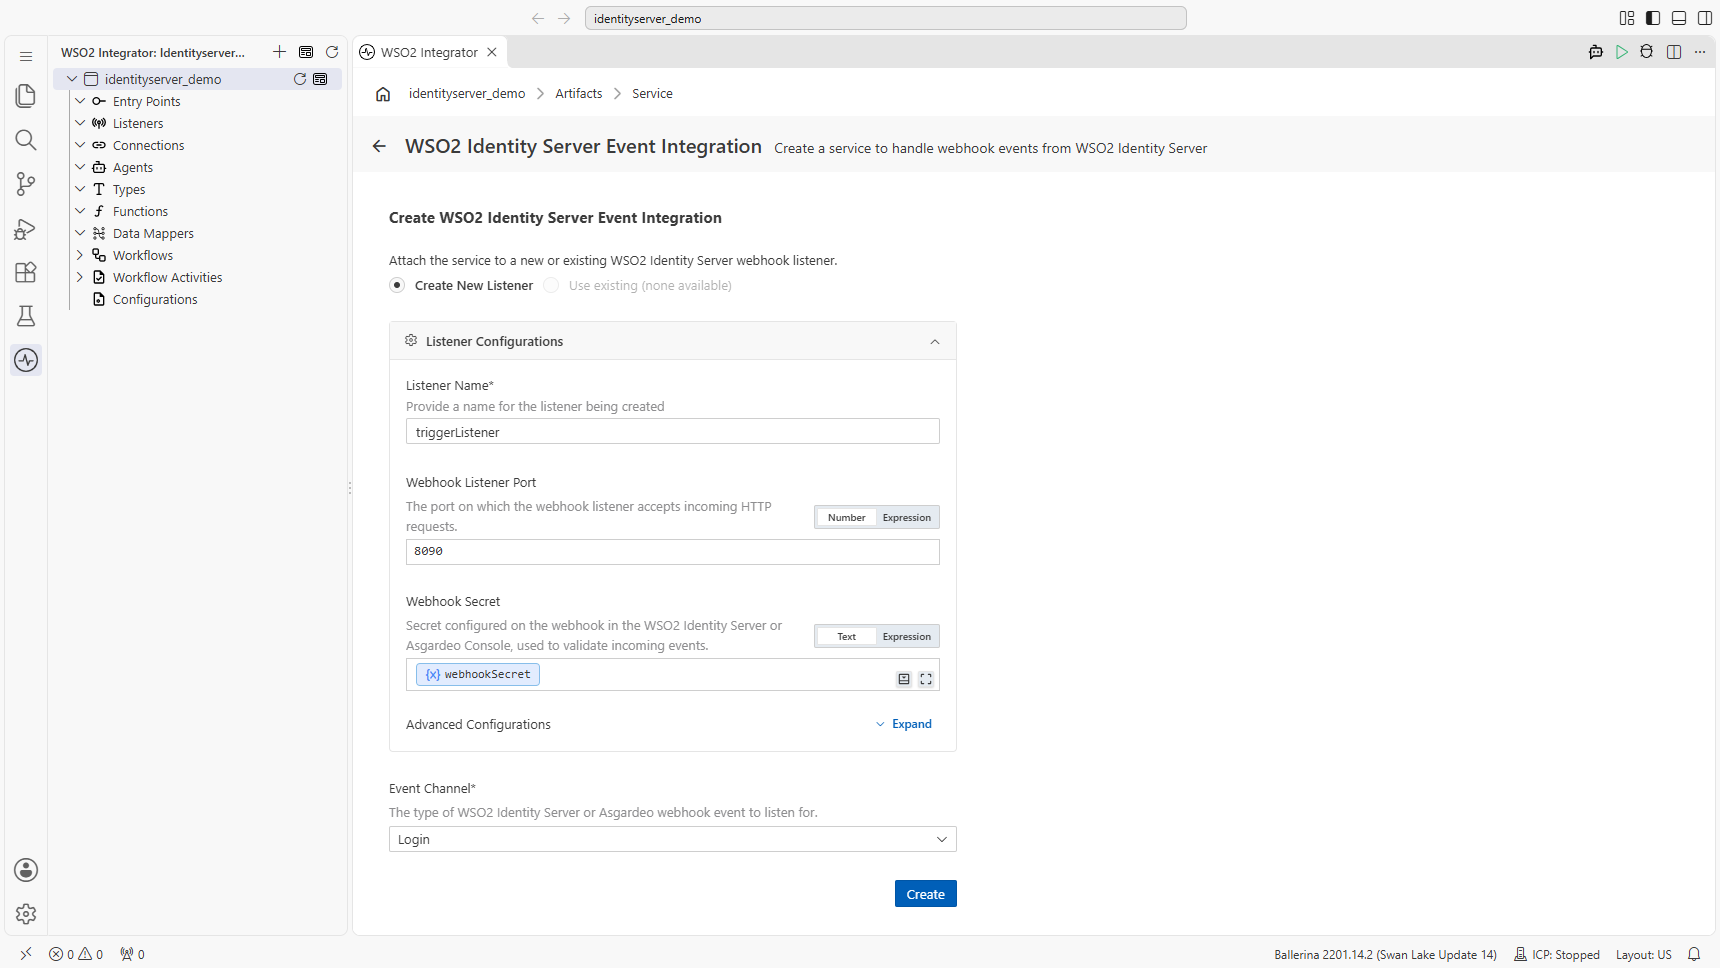 identityserver_demo
WSO2 Integrator: Identityserver...
WSO2 Integrator
identityserver_demo
Entry Points
Listeners
Connections
Agents
Types
Functions
Data Mappers
Workflows
Workflow Activities
Configurations
identityserver_demo > Artifacts > Service
WSO2 Identity Server Event Integration Create a service to handle webhook events from WSO2 Identity Server
Create WSO2 Identity Server Event Integration
Attach the service to a new or existing WSO2 Identity Server webhook listener.
Create New Listener Use existing (none available)
Listener Configurations
Listener Name*
Provide a name for the listener being created
triggerListener
Webhook Listener Port
The port on which the webhook listener accepts incoming HTTP
requests.
Number Expression
8090
Webhook Secret
Secret configured on the webhook in the WSO2 Identity Server or
Asgardeo Console, used to validate incoming events.
Text Expression
{x} webhookSecret
Advanced Configurations Expand
Event Channel*
The type of WSO2 Identity Server or Asgardeo webhook event to listen for.
Login
Create
0 0 0
Ballerina 2201.14.2 (Swan Lake Update 14) ICP: Stopped Layout: US